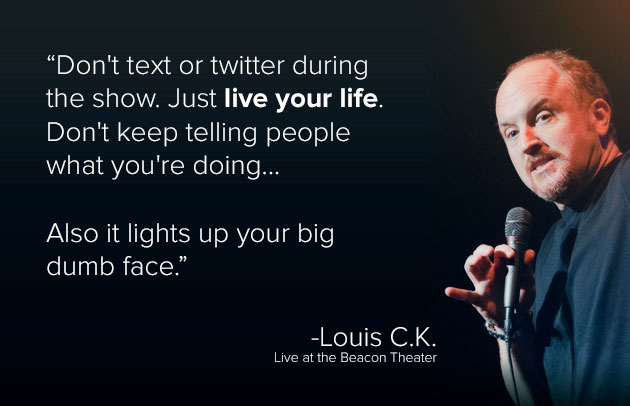 “Don't text or twitter during
the show. Just live your life.
Don't keep telling people
what you're doing...
Also it lights up your big
dumb face.”
-Louis C.K.
Live at the Beacon Theater